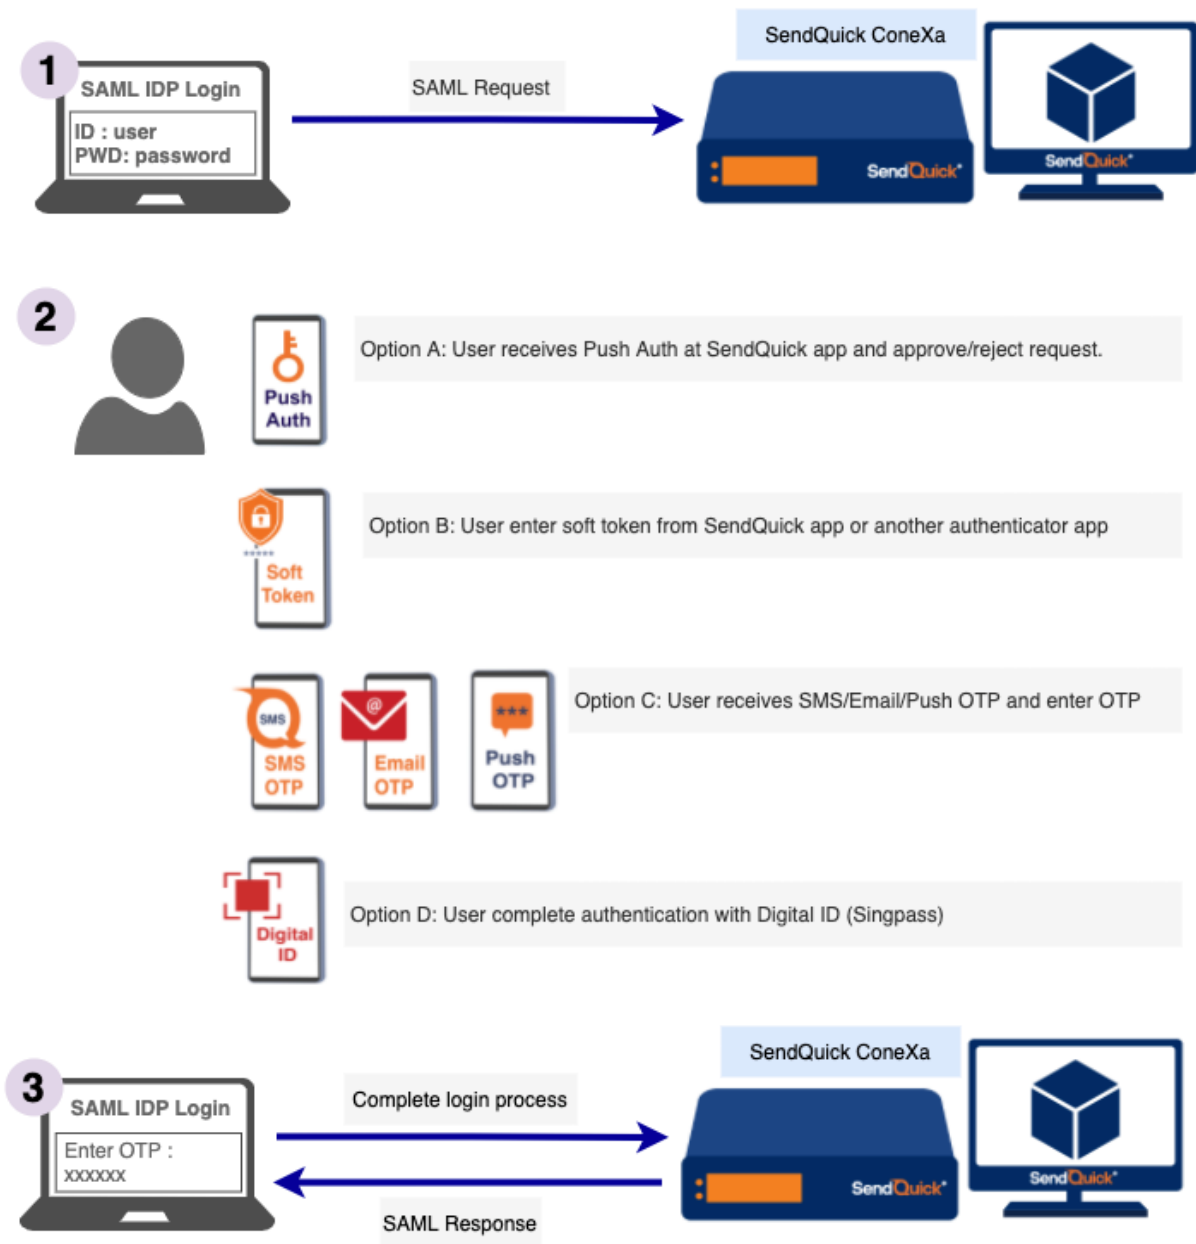 1
SAML IDP Login
ID : user
PWD: password
SAML Request
SendQuick ConeXa
SendQuick*
SendQuick*
2
Push
Auth
Option A: User receives Push Auth at SendQuick app and approve/reject request.
*****
Soft
Token
Option B: User enter soft token from SendQuick app or another authenticator app
SMS
SMS
OTP
@
Email
OTP
***
Push
OTP
Option C: User receives SMS/Email/Push OTP and enter OTP
Digital
ID
Option D: User complete authentication with Digital ID (Singpass)
3
SAML IDP Login
Enter OTP :
xxxxxx
Complete login process
SAML Response
SendQuick ConeXa
SendQuick*
SendQuick*